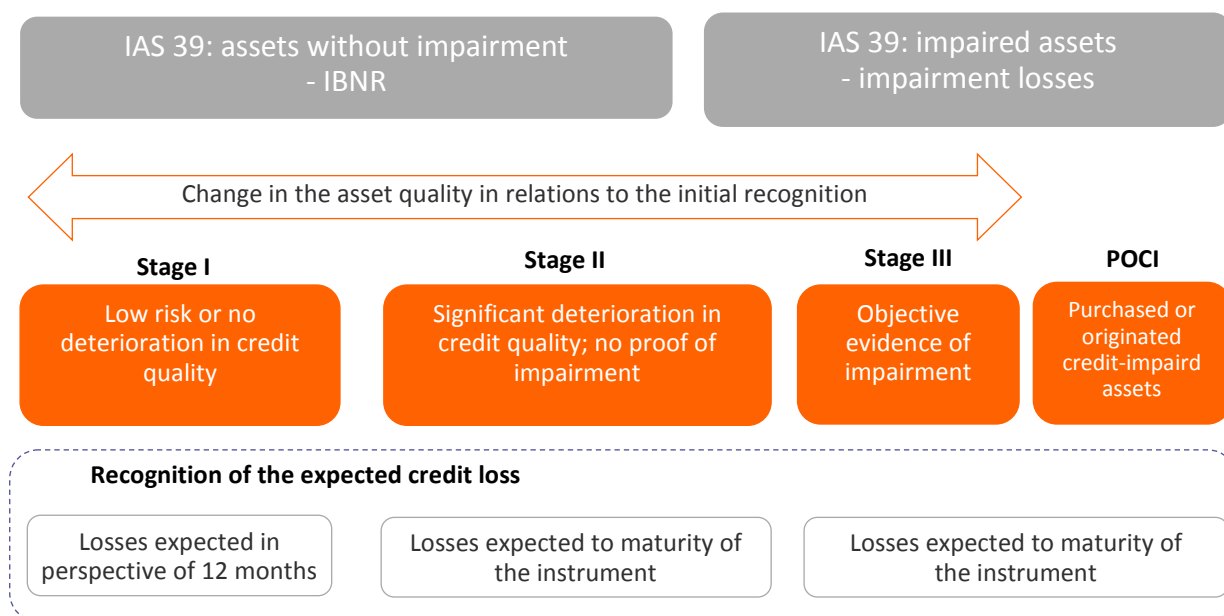 IAS 39: assets without impairment
- IBNR
IAS 39: impaired assets
- impairment losses
Change in the asset quality in relations to the initial recognition
Stage I
Stage II
Stage III
POCI
Low risk or no
deterioration in credit
quality
Significant deterioration in
credit quality; no proof of
impairment
Objective
evidence of
impairment
Purchased or
originated
credit-impaird
assets
Recognition of the expected credit loss
Losses expected in
perspective of 12 months
Losses expected to maturity of
the instrument
Losses expected to maturity of
the instrument